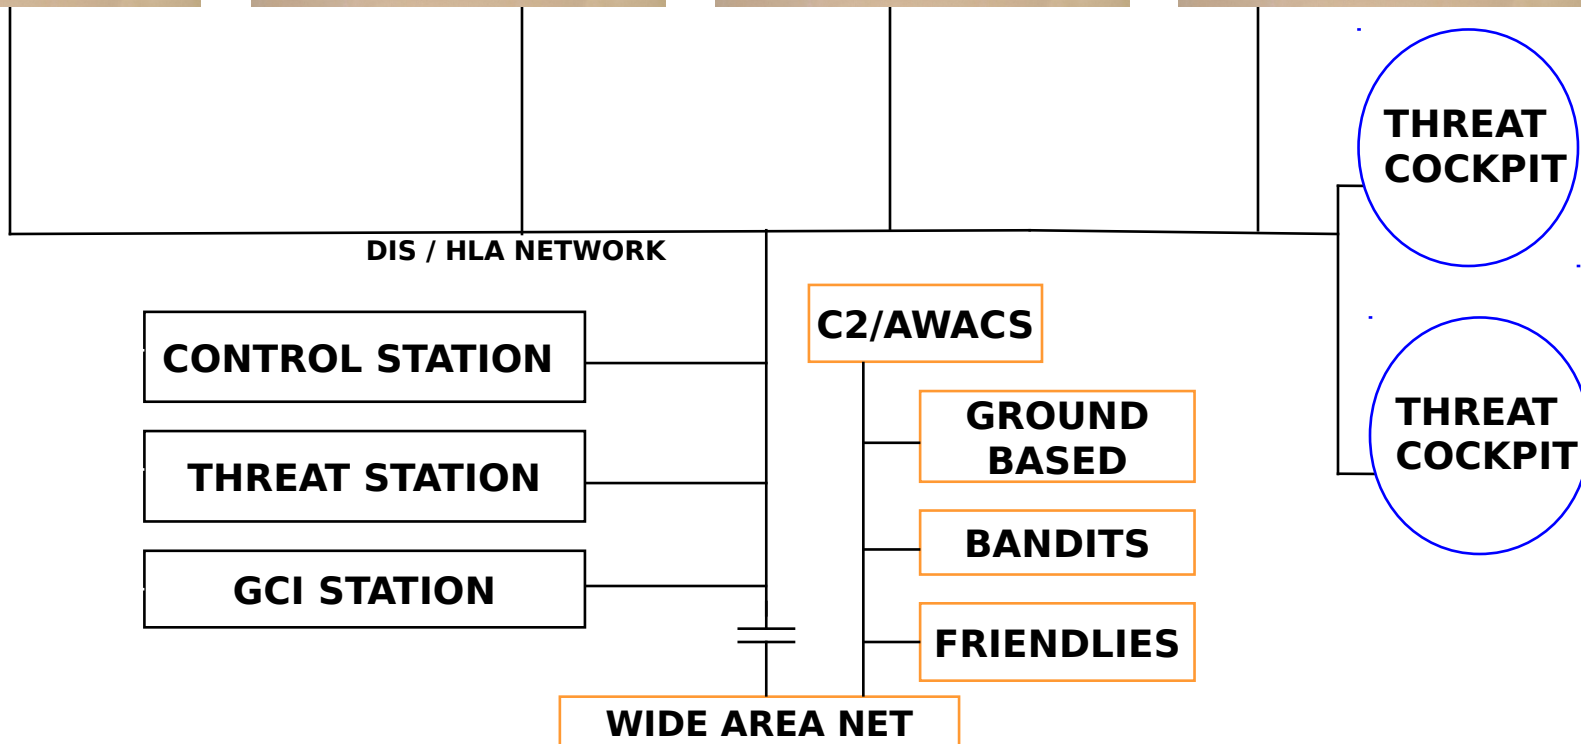 THREAT
COCKPIT
DIS / HLA NETWORK
C2/AWACS
CONTROL STATION
GROUND
BASED
THREAT
COCKPIT
THREAT STATION
BANDITS
GCI STATION
FRIENDLIES
WIDE AREA NET